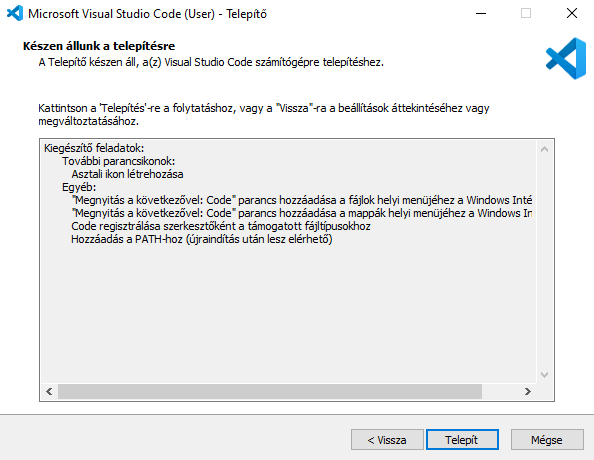 Microsoft Visual Studio Code (User) - Telepítő
Készen állunk a telepítésre
A Telepítő készen áll, a(z) Visual Studio Code számítógépre telepítéshez.
Kattintson a 'Telepítés'-re a folytatáshoz, vagy a "Vissza"-ra a beállítások áttekintéséhez vagy
megváltoztatásához.
Kiegészítő feladatok:
További parancsikonok:
Asztali ikon létrehozása
Egyéb:
"Megnyitás a következővel: Code" parancs hozzáadása a fájlok helyi menüjéhez a Windows Inté
"Megnyitás a következővel: Code" parancs hozzáadása a mappák helyi menüjéhez a Windows In
Code regisztrálása szerkesztőként a támogatott fájltípusokhoz
Hozzáadás a PATH-hoz (újraindítás után lesz elérhető)
< Vissza Telepít Mégse